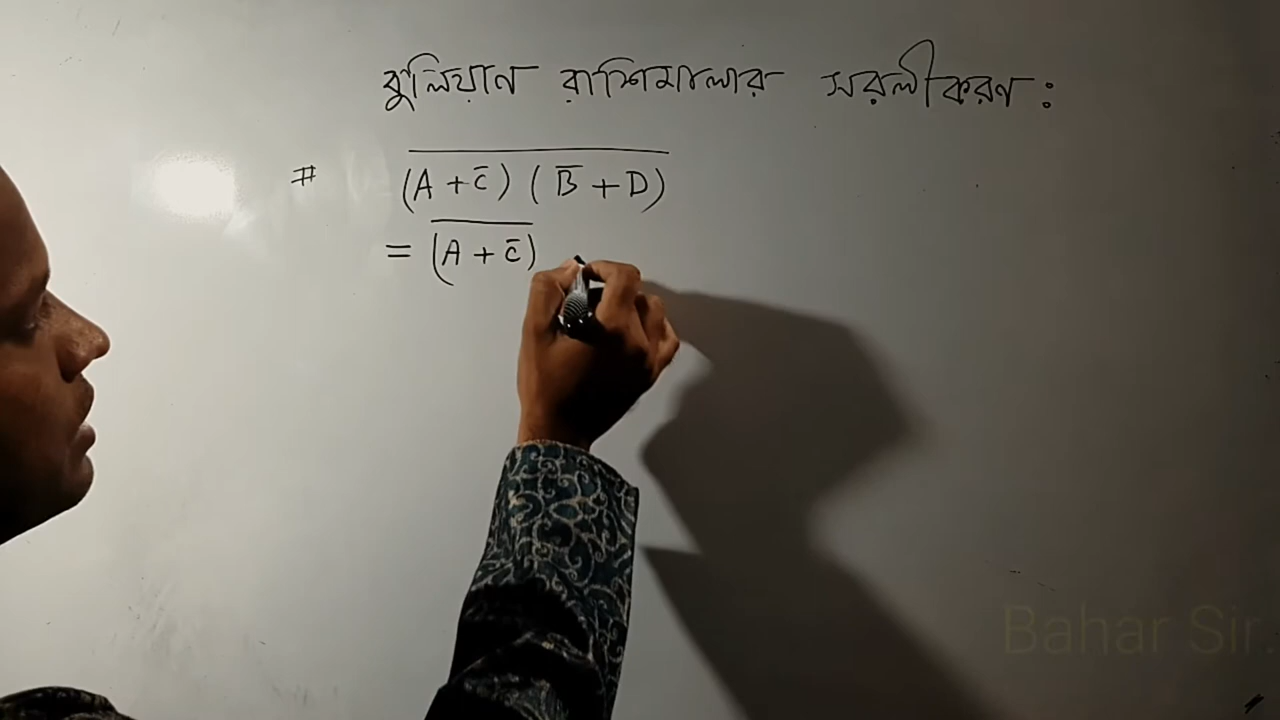 বুলিয়ান রাশিমালার সরলীকরণ :
# \overline{(A + \bar{C}) (\bar{B} + D)}
= \overline{(A + \bar{C})}
Bahar Sir.